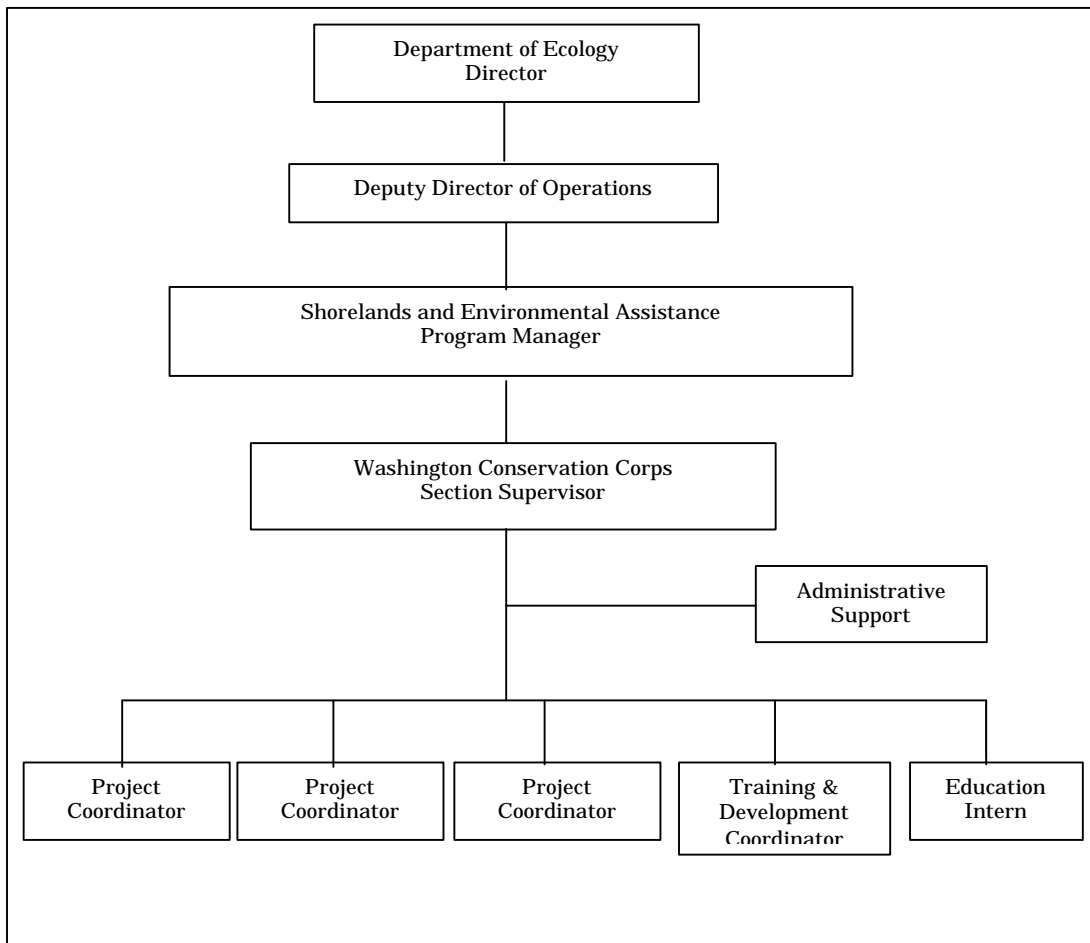 Department of Ecology
Director
Deputy Director of Operations
Shorelands and Environmental Assistance
Program Manager
Washington Conservation Corps
Section Supervisor
Administrative
Support
Project
Coordinator
Project
Coordinator
Project
Coordinator
Training &
Development
Coordinator
Education
Intern